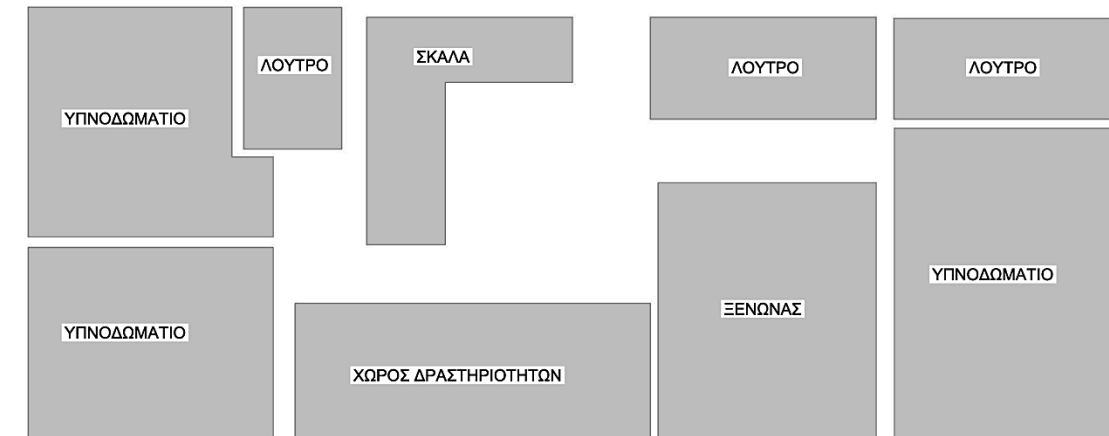 ΥΠΝΟΔΩΜΑΤΙΟ
ΛΟΥΤΡΟ
ΣΚΑΛΑ
ΛΟΥΤΡΟ
ΛΟΥΤΡΟ
ΥΠΝΟΔΩΜΑΤΙΟ
ΧΩΡΟΣ ΔΡΑΣΤΗΡΙΟΤΗΤΩΝ
ΞΕΝΩΝΑΣ
ΥΠΝΟΔΩΜΑΤΙΟ